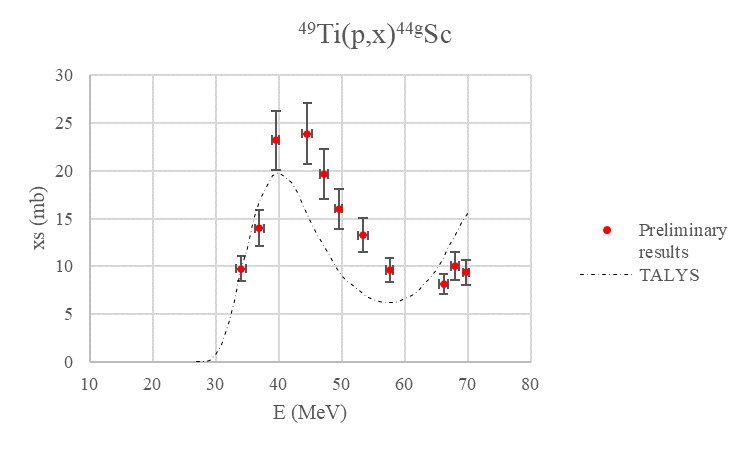 ⁴⁹Ti(p,x)⁴⁴ᵍSc
30
25
20
15
10
5
0
xs (mb)
10 20 30 40 50 60 70 80
E (MeV)
Preliminary
results
TALYS